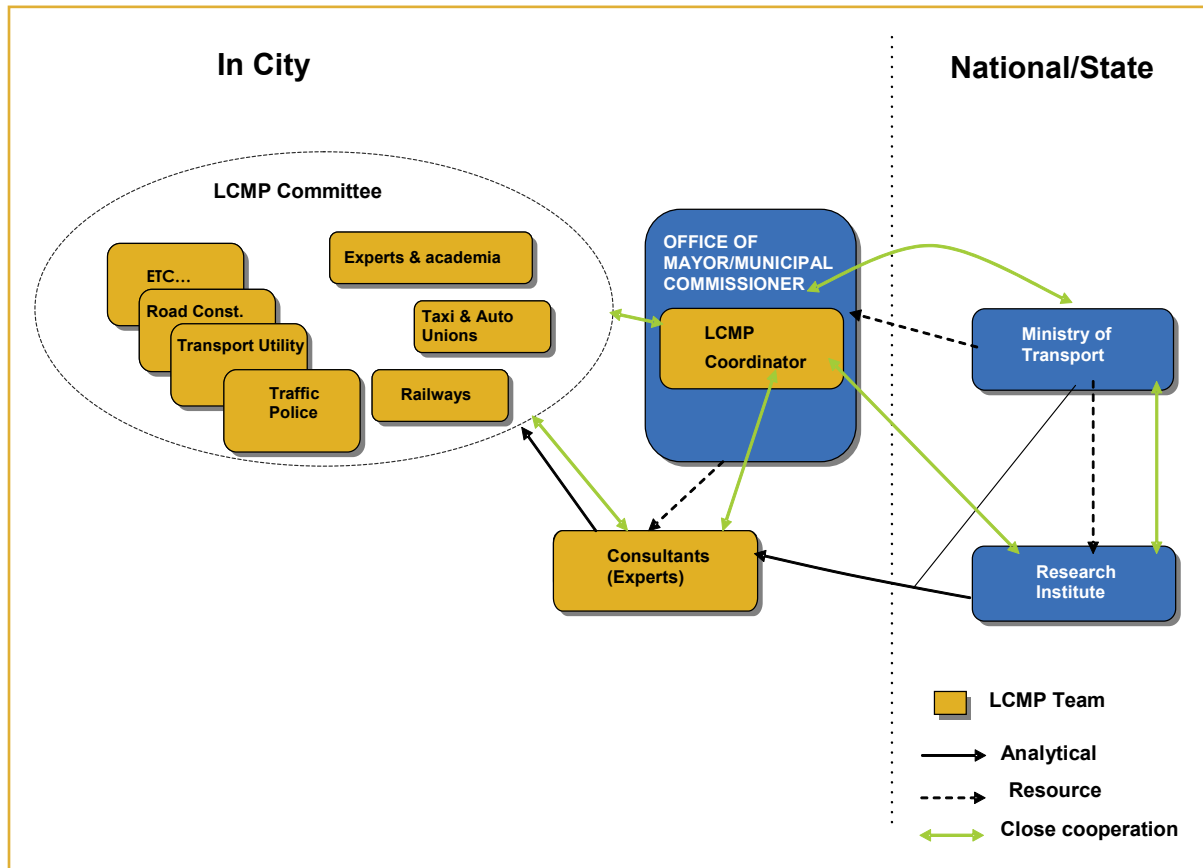 In City
National/State
LCMP Committee
ETC...
Road Const.
Transport Utility
Traffic
Police
Experts & academia
Taxi & Auto
Unions
Railways
OFFICE OF
MAYOR/MUNICIPAL
COMMISSIONER
LCMP
Coordinator
Ministry of
Transport
Consultants
(Experts)
Research
Institute
LCMP Team
Analytical
Resource
Close cooperation